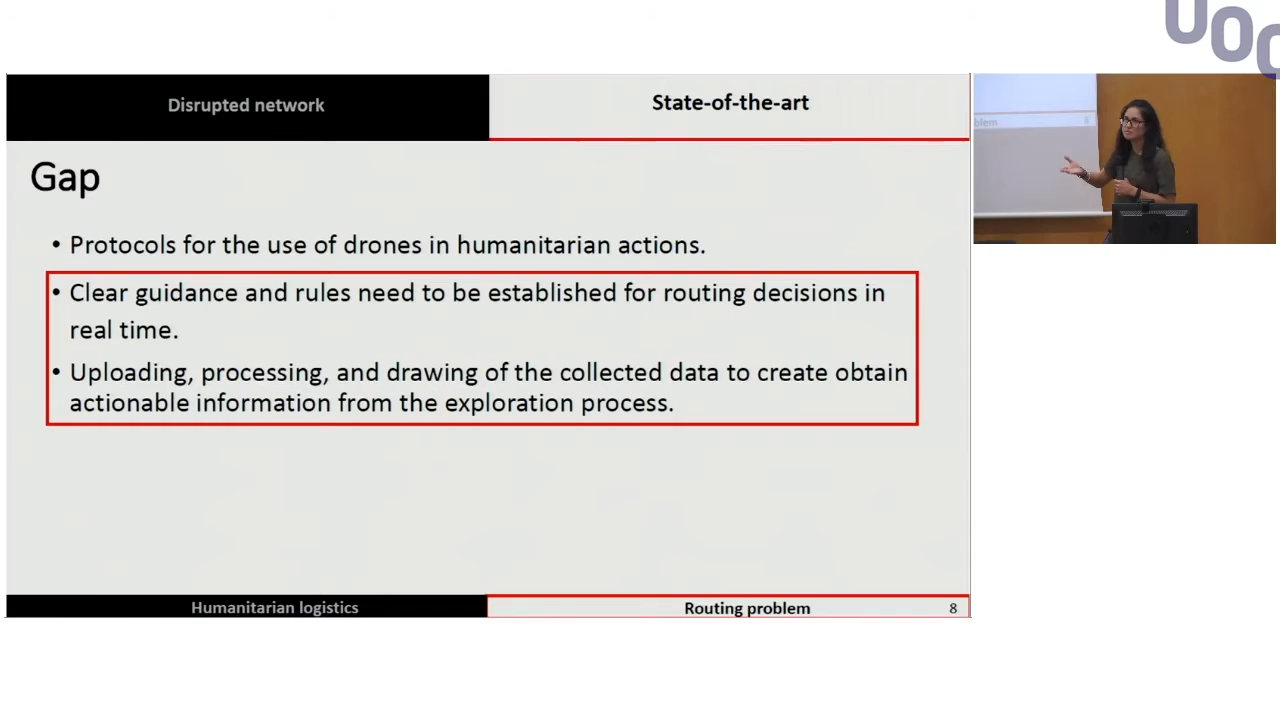 UOC
Disrupted network
State-of-the-art
Gap
• Protocols for the use of drones in humanitarian actions.
• Clear guidance and rules need to be established for routing decisions in
real time.
• Uploading, processing, and drawing of the collected data to create obtain
actionable information from the exploration process.
Humanitarian logistics
Routing problem
8
blem
8